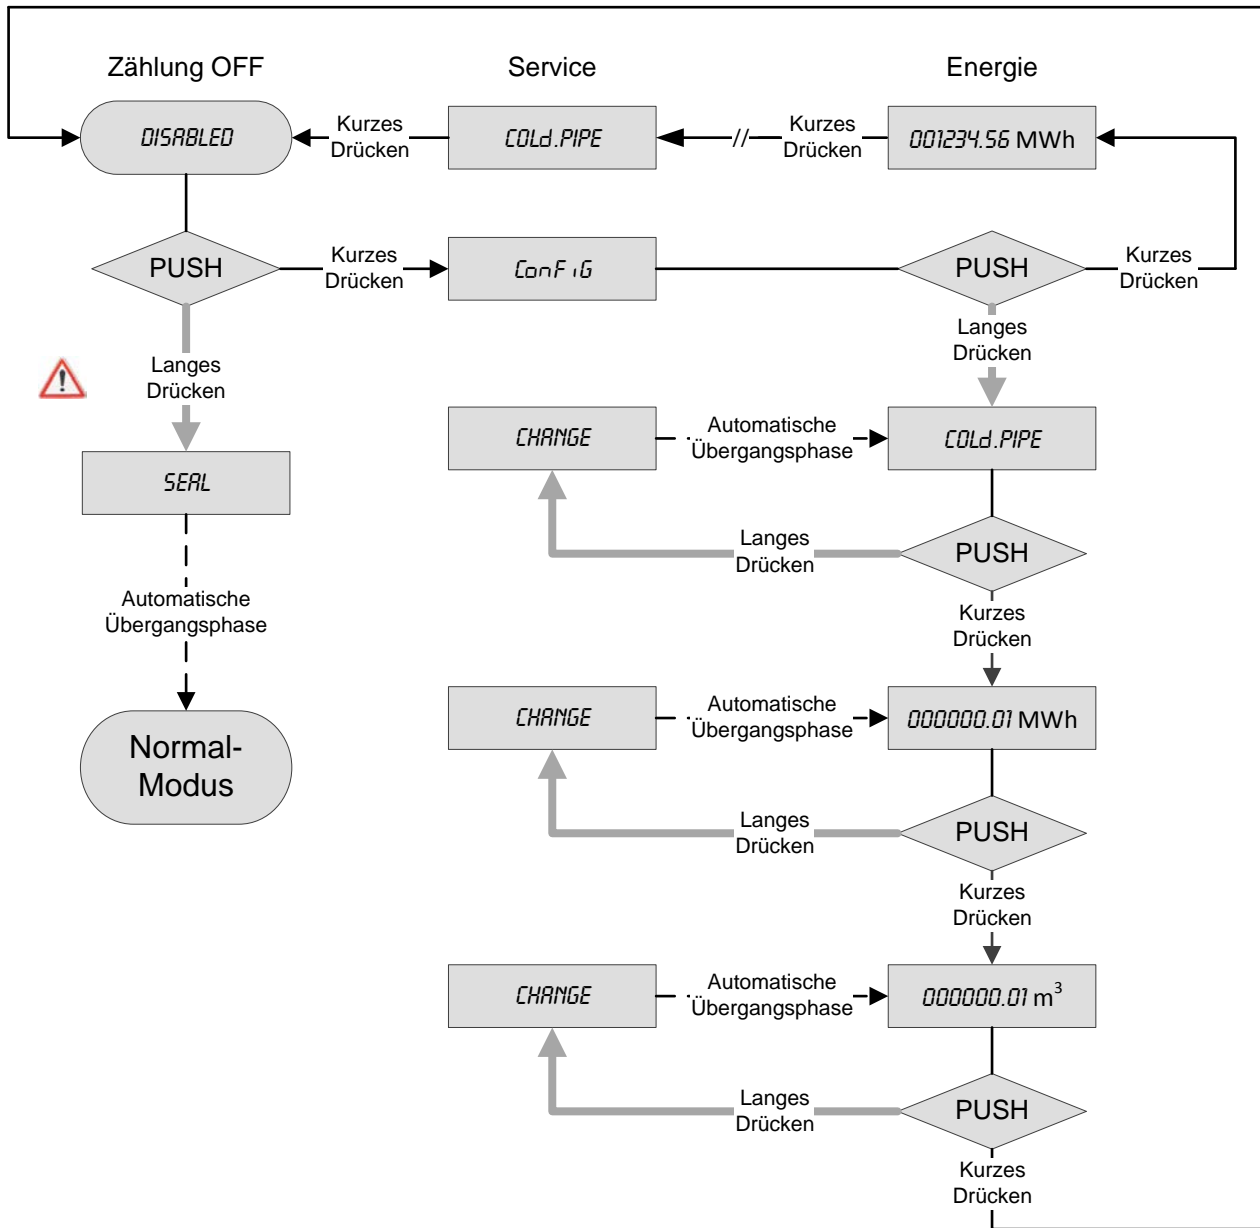 Zählung OFF
Service
Energie
DISABLED
Kurzes
Drücken
COLd.PIPE
//
Kurzes
Drücken
001234.56 MWh
PUSH
Kurzes
Drücken
ConFiG
PUSH
Kurzes
Drücken
Langes
Drücken
Langes
Drücken
CHANGE
Automatische
Übergangsphase
COLd.PIPE
SEAL
Langes
Drücken
PUSH
Automatische
Übergangsphase
Kurzes
Drücken
Normal-
Modus
CHANGE
Automatische
Übergangsphase
000000.01 MWh
Langes
Drücken
PUSH
Kurzes
Drücken
CHANGE
Automatische
Übergangsphase
000000.01 m³
Langes
Drücken
PUSH
Kurzes
Drücken